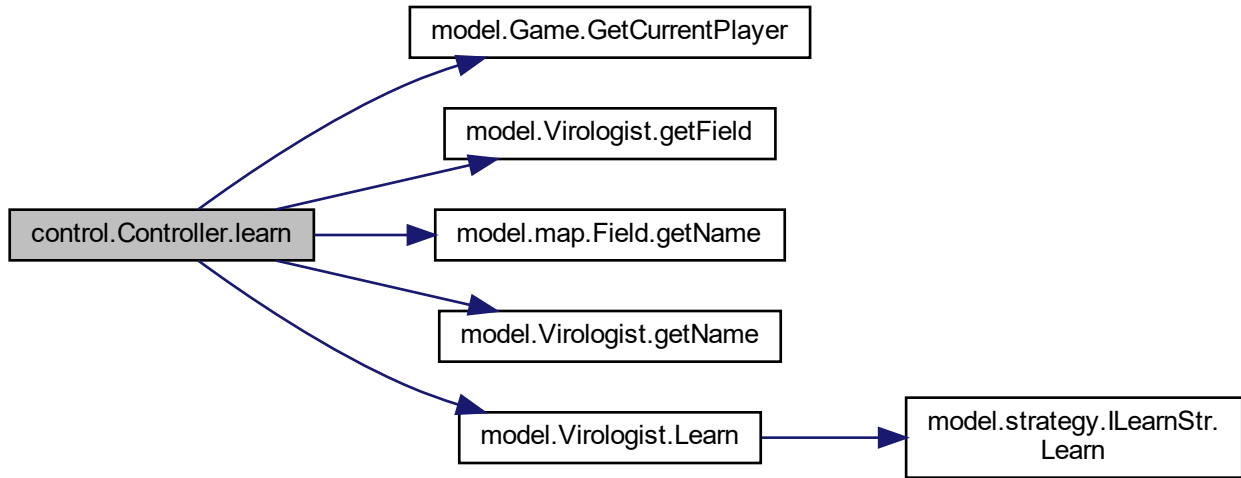 model.Game.GetCurrentPlayer
model.Virologist.getField
control.Controller.learn
model.map.Field.getName
model.Virologist.getName
model.Virologist.Learn
model.strategy.ILearnStr.
Learn